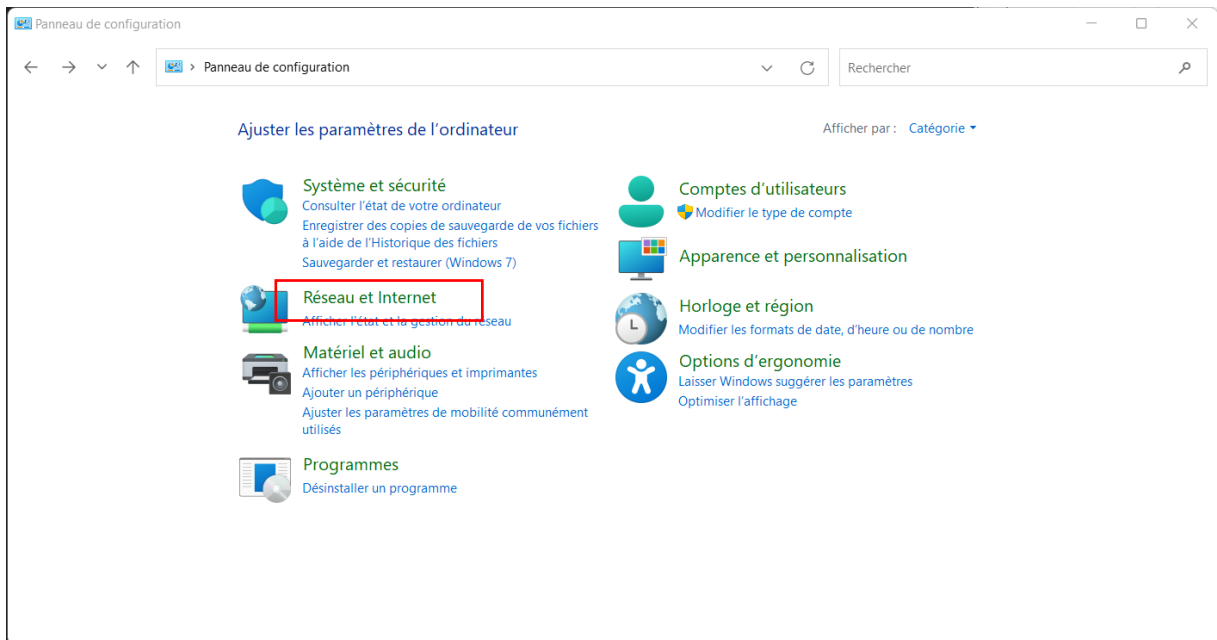 Panneau de configuration
Panneau de configuration
Rechercher
Ajuster les paramètres de l’ordinateur
Afficher par : Catégorie
Système et sécurité
Consulter l’état de votre ordinateur
Enregistrer des copies de sauvegarde de vos fichiers
à l’aide de l’Historique des fichiers
Sauvegarder et restaurer (Windows 7)
Réseau et Internet
Afficher l’état et la gestion du réseau
Matériel et audio
Afficher les périphériques et imprimantes
Ajouter un périphérique
Ajuster les paramètres de mobilité communément
utilisés
Programmes
Désinstaller un programme
Comptes d’utilisateurs
Modifier le type de compte
Apparence et personnalisation
Horloge et région
Modifier les formats de date, d’heure ou de nombre
Options d’ergonomie
Laisser Windows suggérer les paramètres
Optimiser l’affichage